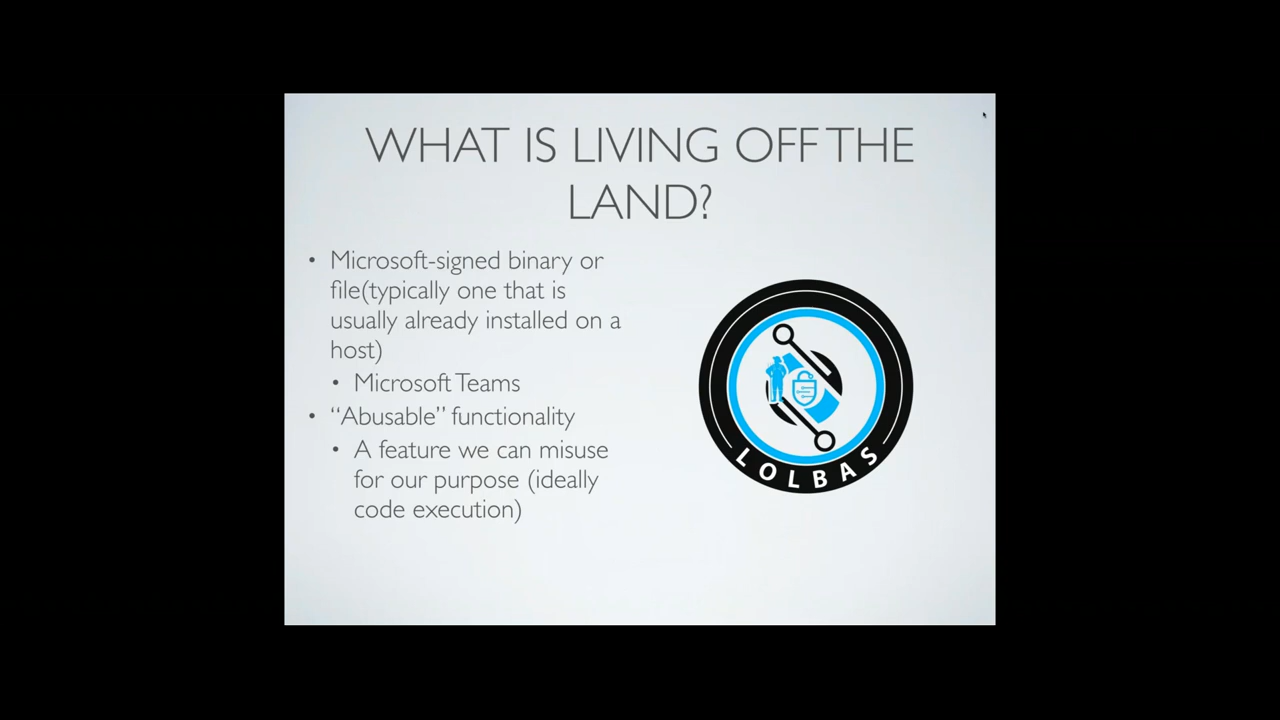 WHAT IS LIVING OFF THE
LAND?
• Microsoft-signed binary or
file(typically one that is
usually already installed on a
host)
• Microsoft Teams
• “Abusable” functionality
• A feature we can misuse
for our purpose (ideally
code execution)
LOLBAS